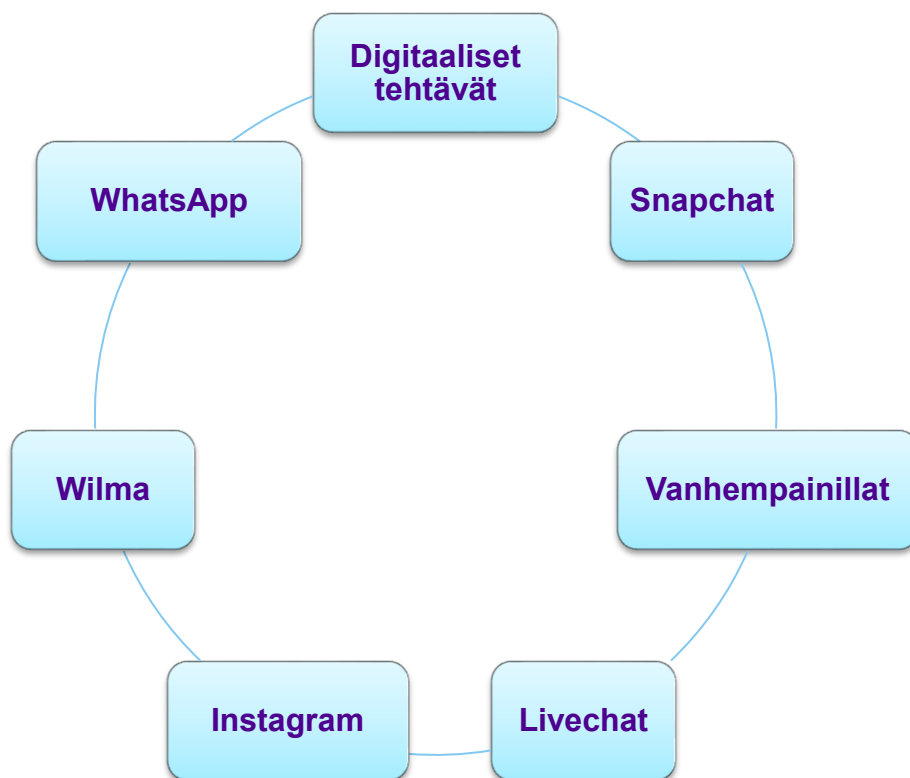 Digitaaliset
tehtävät
WhatsApp
Snapchat
Wilma
Vanhempainillat
Instagram
Livechat